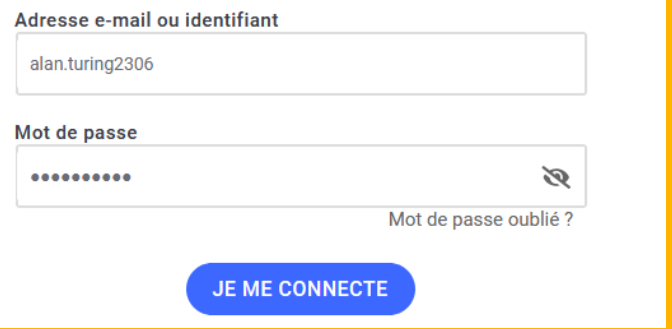 Adresse e-mail ou identifiant
alan.turing2306
Mot de passe
••••••••••
Mot de passe oublié ?
JE ME CONNECTE